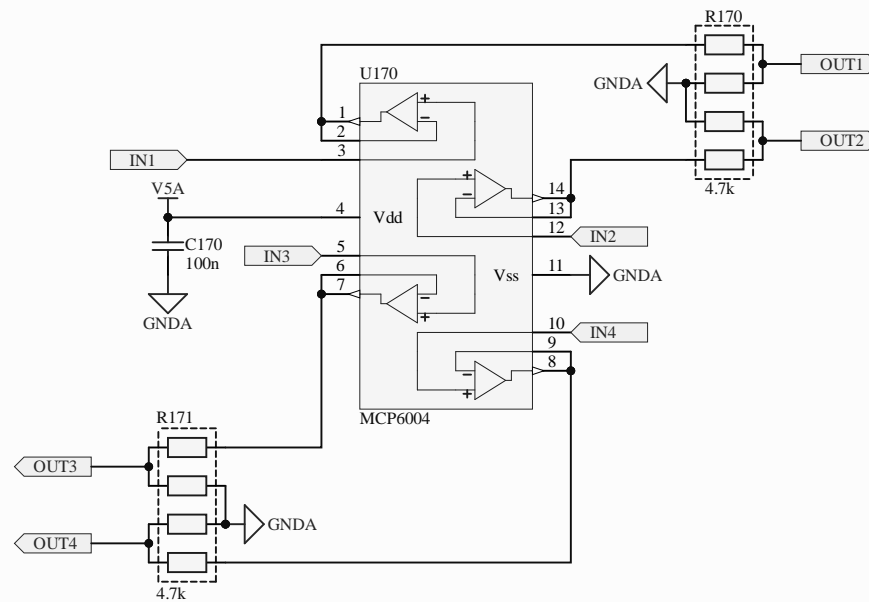 R170
OUT1
GNDA
OUT2
4.7k
U170
1
2
3
IN1
14
13
12
IN2
V5A
4
Vdd
C170
100n
GNDA
IN3
5
6
7
Vss
11
GNDA
10
IN4
9
8
MCP6004
R171
OUT3
GNDA
OUT4
4.7k